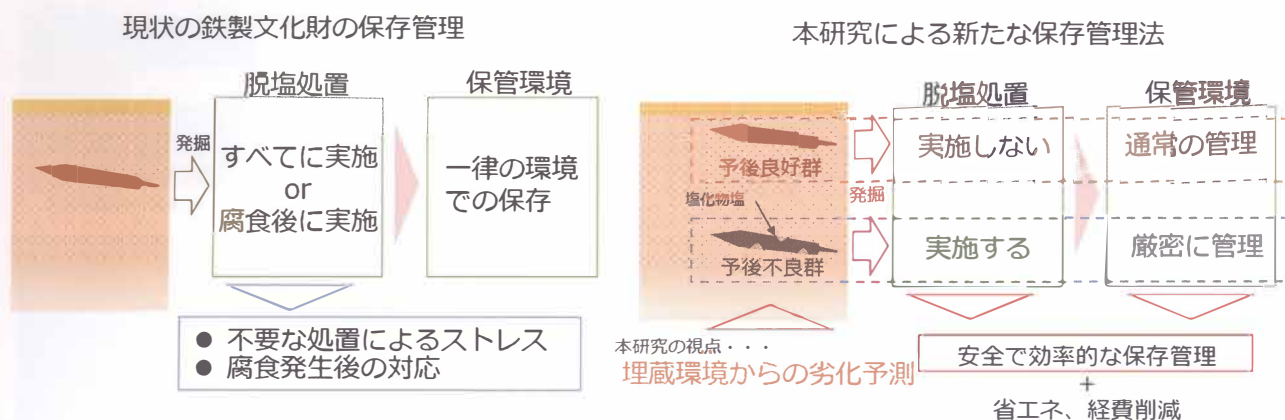 現状の鉄製文化財の保存管理
脱塩処置
保管環境
発掘
すべてに実施
or
腐食後に実施
一律の環境
での保存
● 不要な処置によるストレス
● 腐食発生後の対応
本研究による新たな保存管理法
脱塩処置
保管環境
予後良好群
実施しない
通常の管理
塩化物塩
発掘
予後不良群
実施する
厳密に管理
本研究の視点・・・
埋蔵環境からの劣化予測
安全で効率的な保存管理
+
省エネ、経費削減